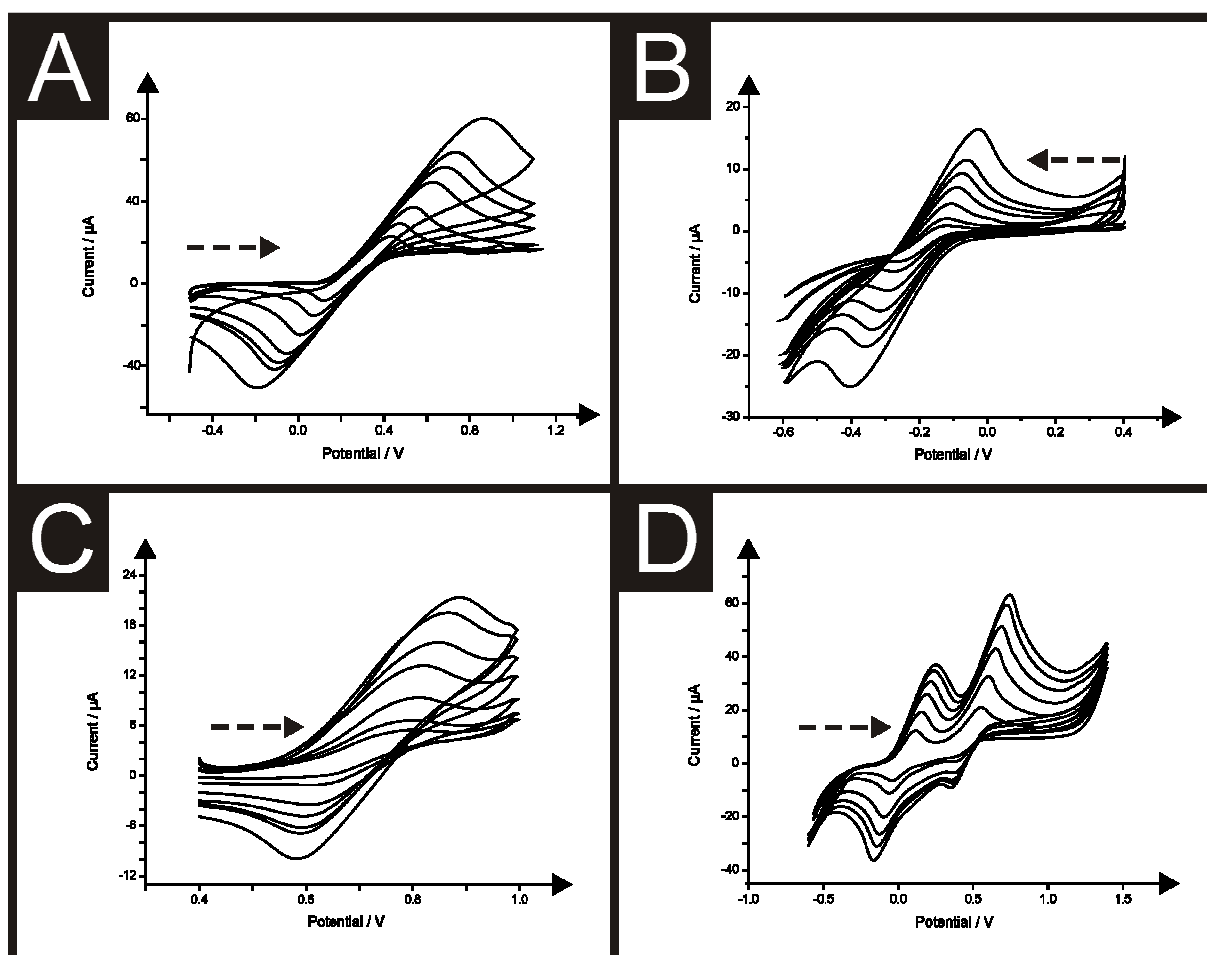 A
60
40
0
-40
Current / µA
-0.4 0.0 0.4 0.8 1.2
Potential / V
B
20
10
0
-10
-20
-30
Current / µA
-0.6 -0.4 -0.2 0.0 0.2 0.4
Potential / V
C
24
18
12
6
0
-6
-12
Current / µA
0.4 0.6 0.8 1.0
Potential / V
D
60
40
20
0
-20
-40
Current / µA
-1.0 -0.5 0.0 0.5 1.0 1.5
Potential / V